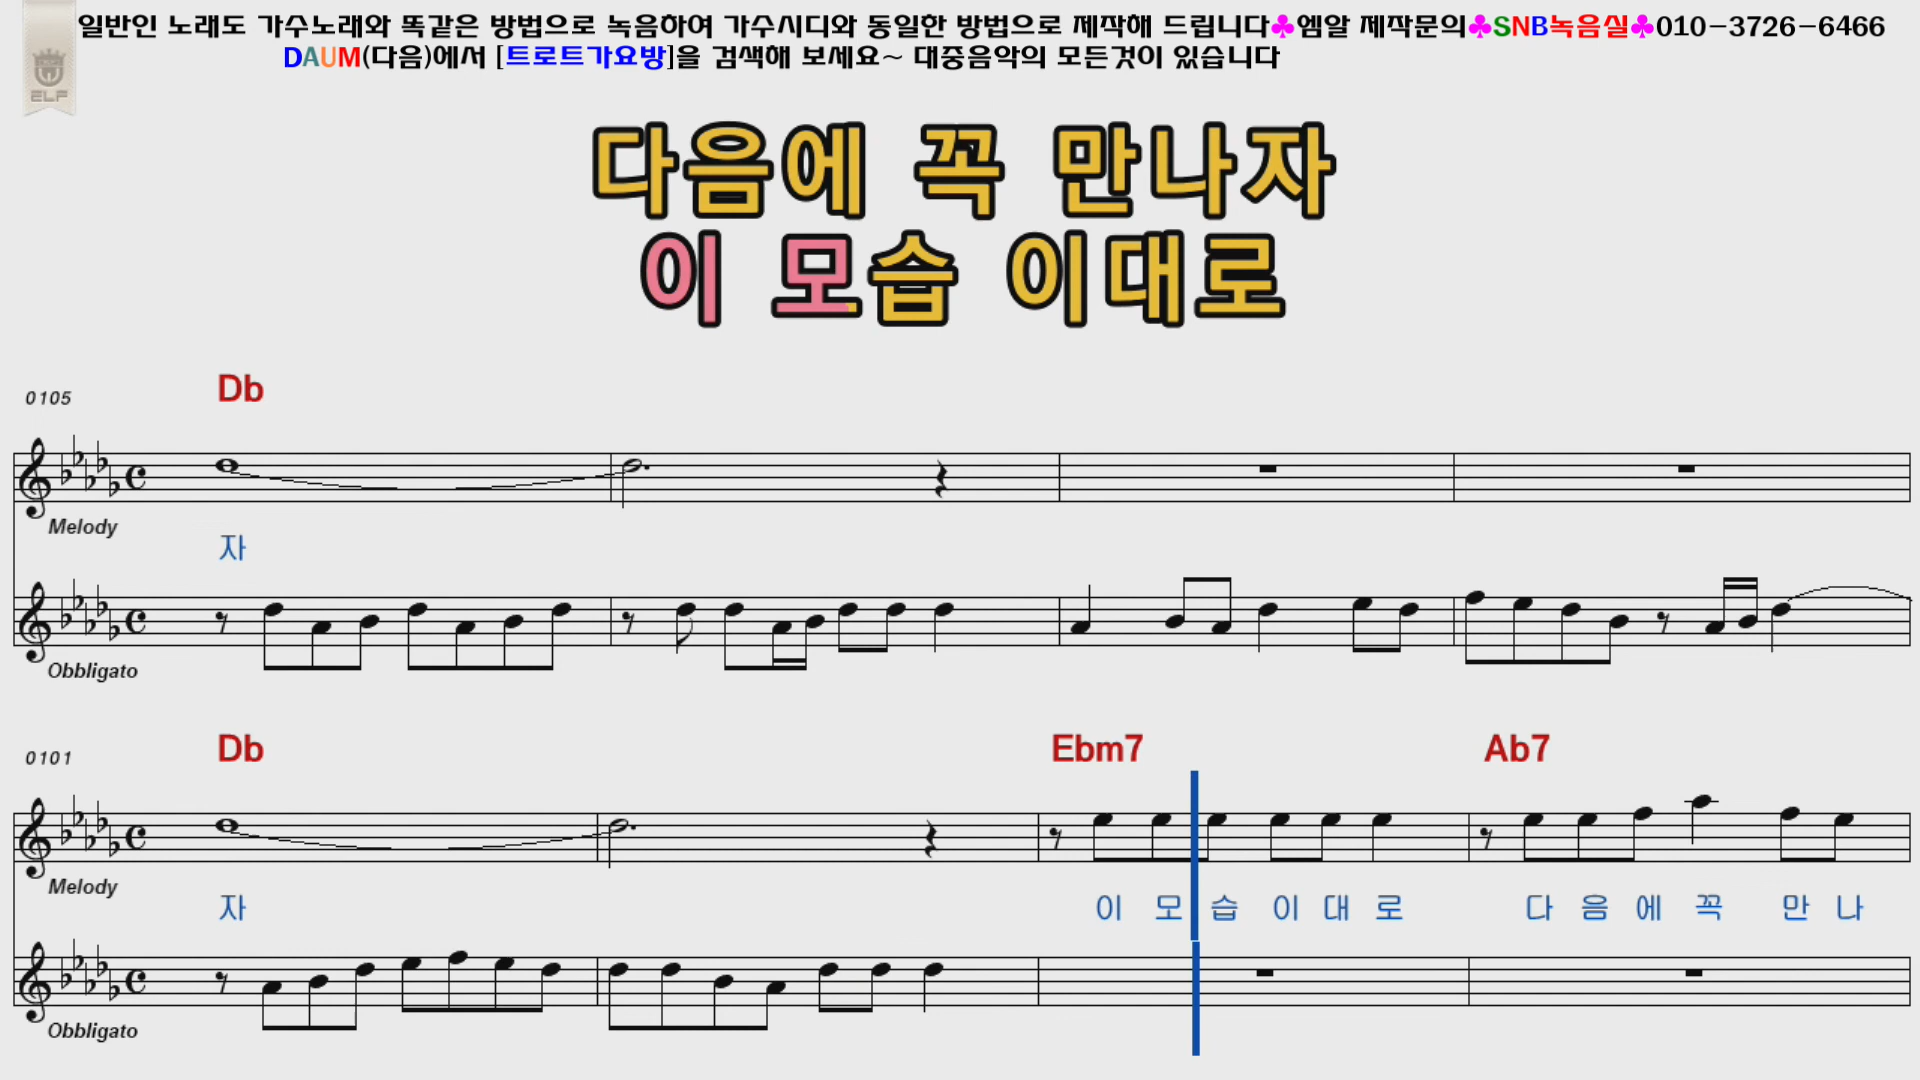 일반인 노래도 가수노래와 똑같은 방법으로 녹음하여 가수시디와 동일한 방법으로 제작해 드립니다♣엠알 제작문의♣SNB녹음실♣010-3726-6466
DAUM(다음)에서 [트로트가요방]을 검색해 보세요~ 대중음악의 모든것이 있습니다
ELF
다음에 꼭 만나자
이 모습 이대로
0105
Db
Melody
자
Obbligato
0101
Db Ebm7 Ab7
Melody
자 이 모 습 이 대 로 다 음 에 꼭 만 나
Obbligato